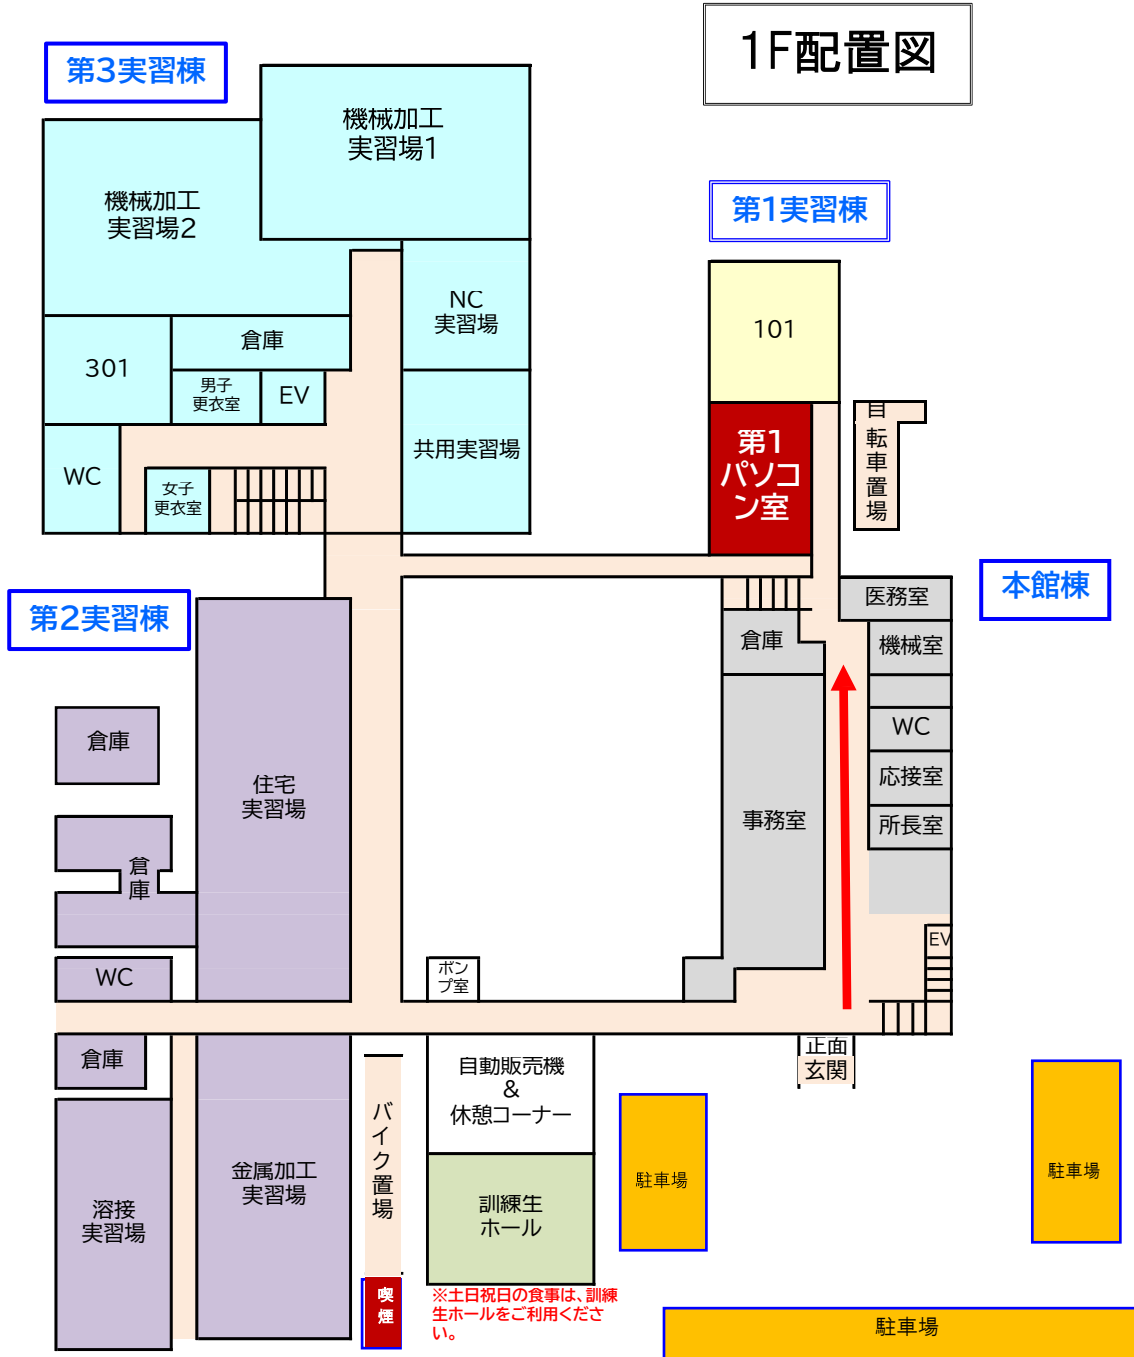 1F配置図
第3実習棟
機械加工
実習場1
機械加工
実習場2
第1実習棟
NC
実習場
101
倉庫
301
男子
更衣室
EV
自
転
車
置
場
第1
パソコ
ン室
共用実習場
WC
女子
更衣室
本館棟
医務室
第2実習棟
倉庫
機械室
WC
倉庫
応接室
住宅
実習場
事務室
所長室
倉
庫
EV
ポン
プ室
WC
正面
玄関
倉庫
自動販売機
&
休憩コーナー
バ
イ
ク
置
場
駐車場
駐車場
金属加工
実習場
溶接
実習場
訓練生
ホール
喫
煙
※土日祝日の食事は、訓練
生ホールをご利用くださ
い。
駐車場